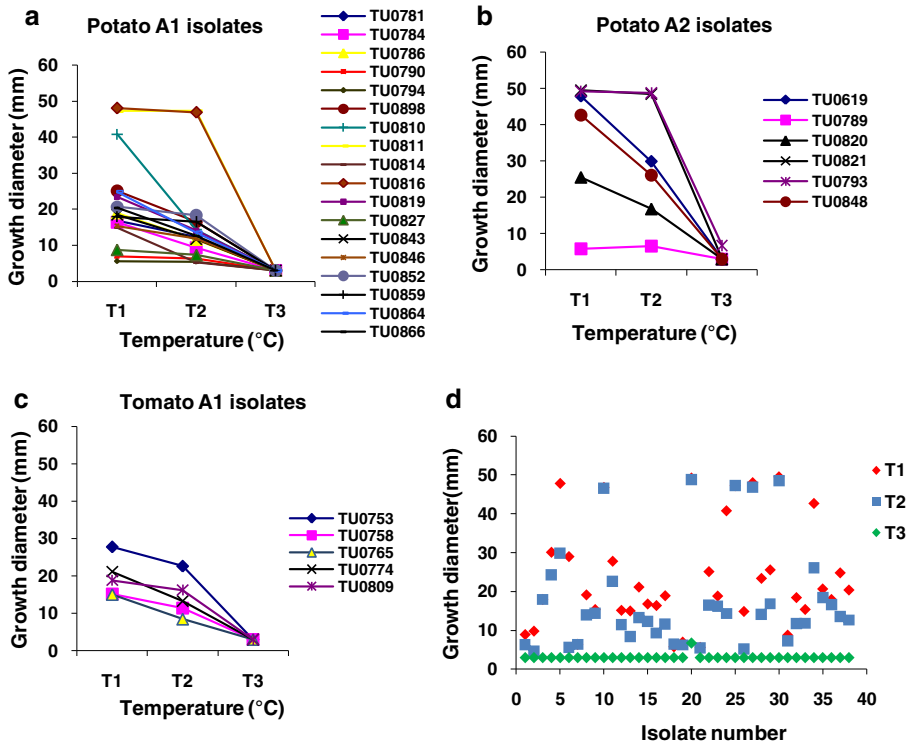 a
Potato A1 isolates
Growth diameter (mm)
60
50
40
30
20
10
0
T1
T2
T3
Temperature (°C)
TU0781
TU0784
TU0786
TU0790
TU0794
TU0898
TU0810
TU0811
TU0814
TU0816
TU0819
TU0827
TU0843
TU0846
TU0852
TU0859
TU0864
TU0866
b
Potato A2 isolates
Growth diameter (mm)
60
50
40
30
20
10
0
T1
T2
T3
Temperature (°C)
TU0619
TU0789
TU0820
TU0821
TU0793
TU0848
c
Tomato A1 isolates
Growth diameter (mm)
60
50
40
30
20
10
0
T1
T2
T3
Temperature (°C)
TU0753
TU0758
TU0765
TU0774
TU0809
d
Growth diameter(mm)
60
50
40
30
20
10
0
0
5
10
15
20
25
30
35
40
Isolate number
T1
T2
T3